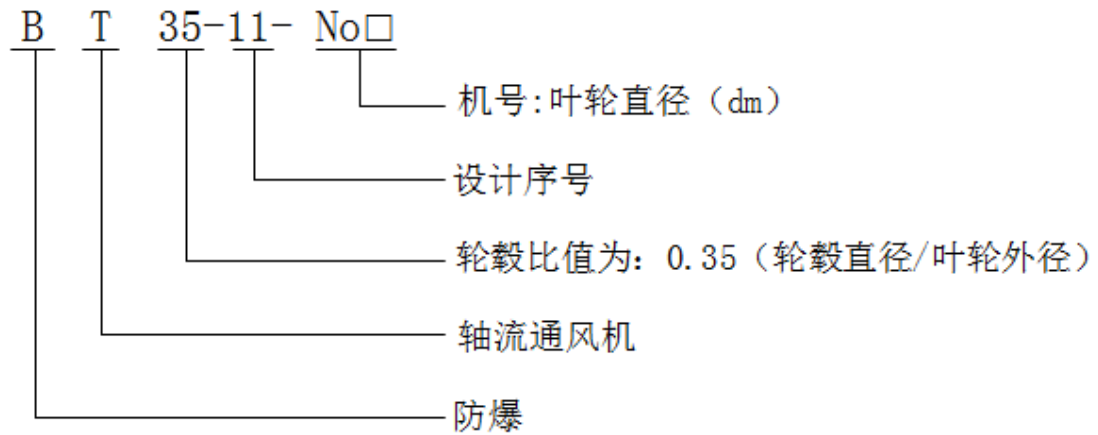 B T 35-11- No□
机号:叶轮直径（dm）
设计序号
轮毂比值为：0.35（轮毂直径/叶轮外径）
轴流通风机
防爆